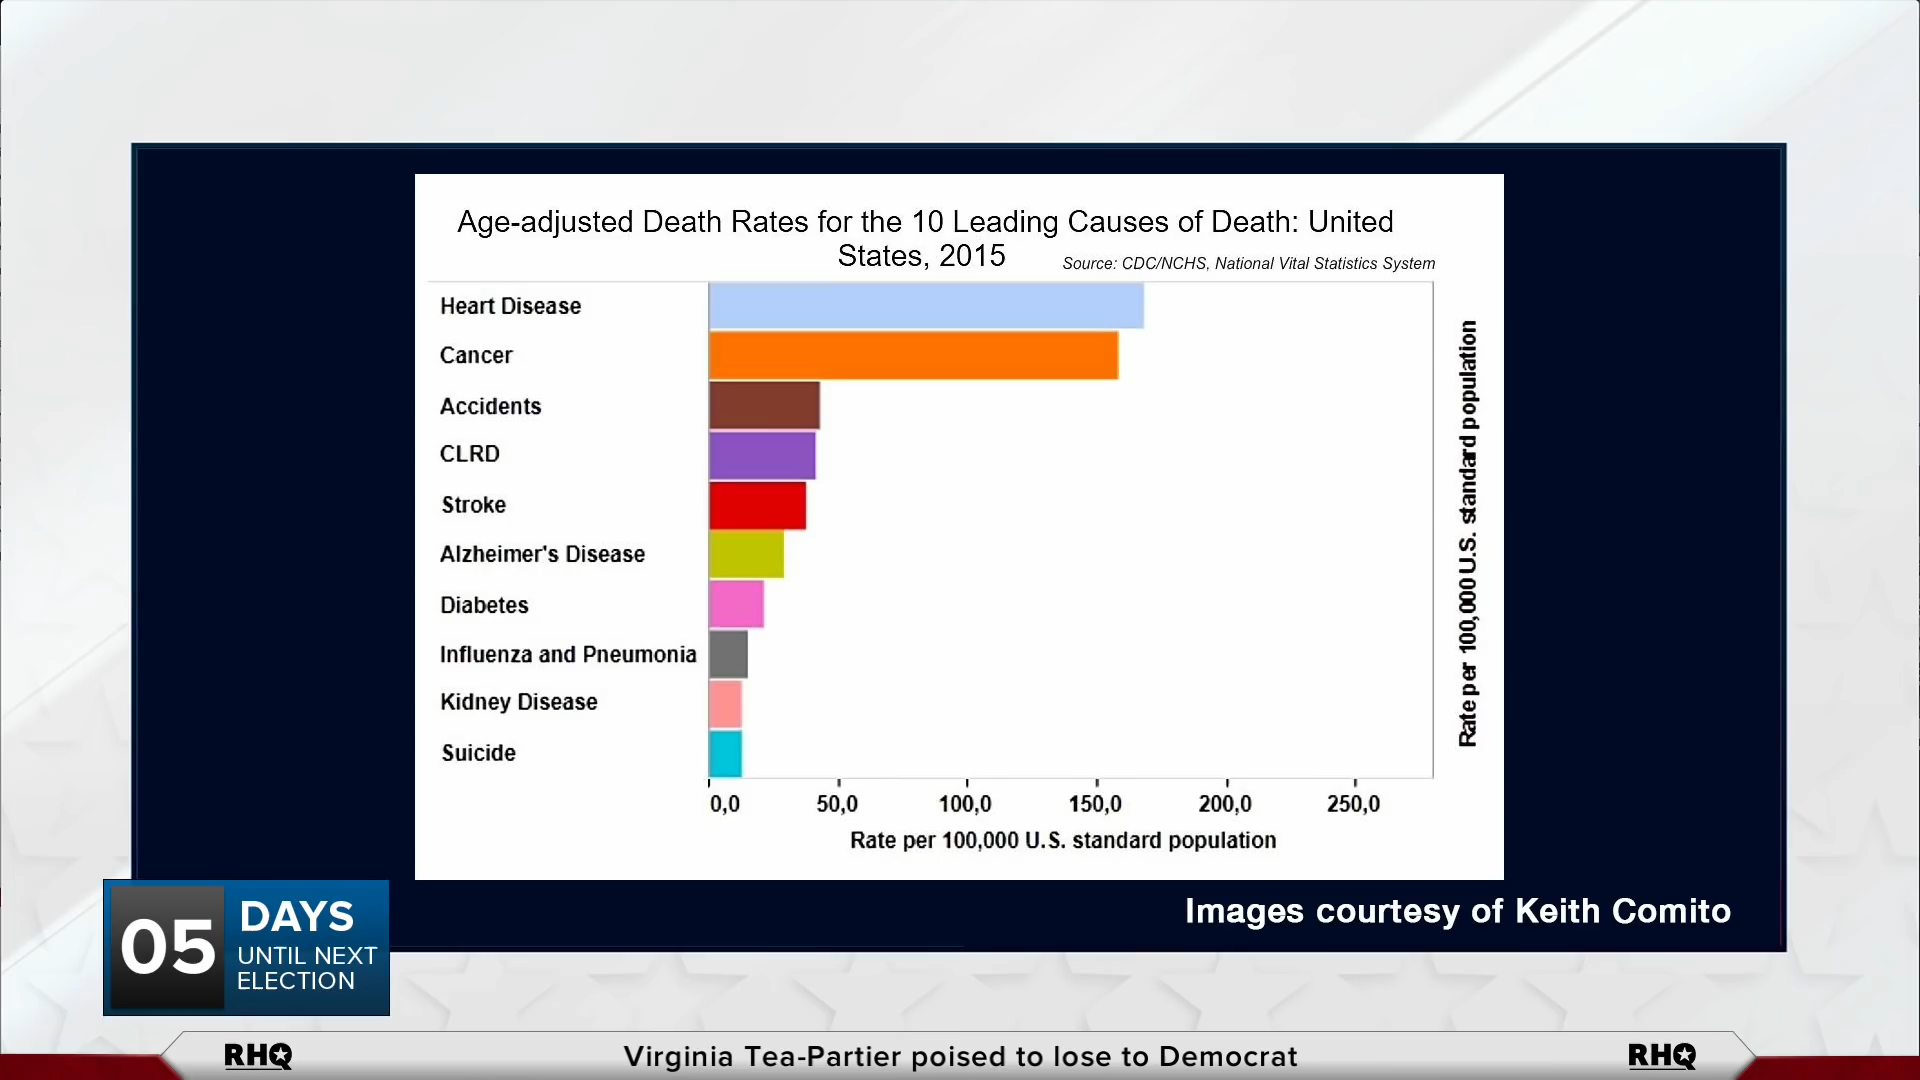 Age-adjusted Death Rates for the 10 Leading Causes of Death: United
States, 2015
Source: CDC/NCHS, National Vital Statistics System
Heart Disease
Cancer
Accidents
CLRD
Stroke
Alzheimer's Disease
Diabetes
Influenza and Pneumonia
Kidney Disease
Suicide
0,0 50,0 100,0 150,0 200,0 250,0
Rate per 100,000 U.S. standard population
Rate per 100,000 U.S. standard population
Images courtesy of Keith Comito
05
DAYS
UNTIL NEXT
ELECTION
RHQ
Virginia Tea-Partier poised to lose to Democrat
RHQ